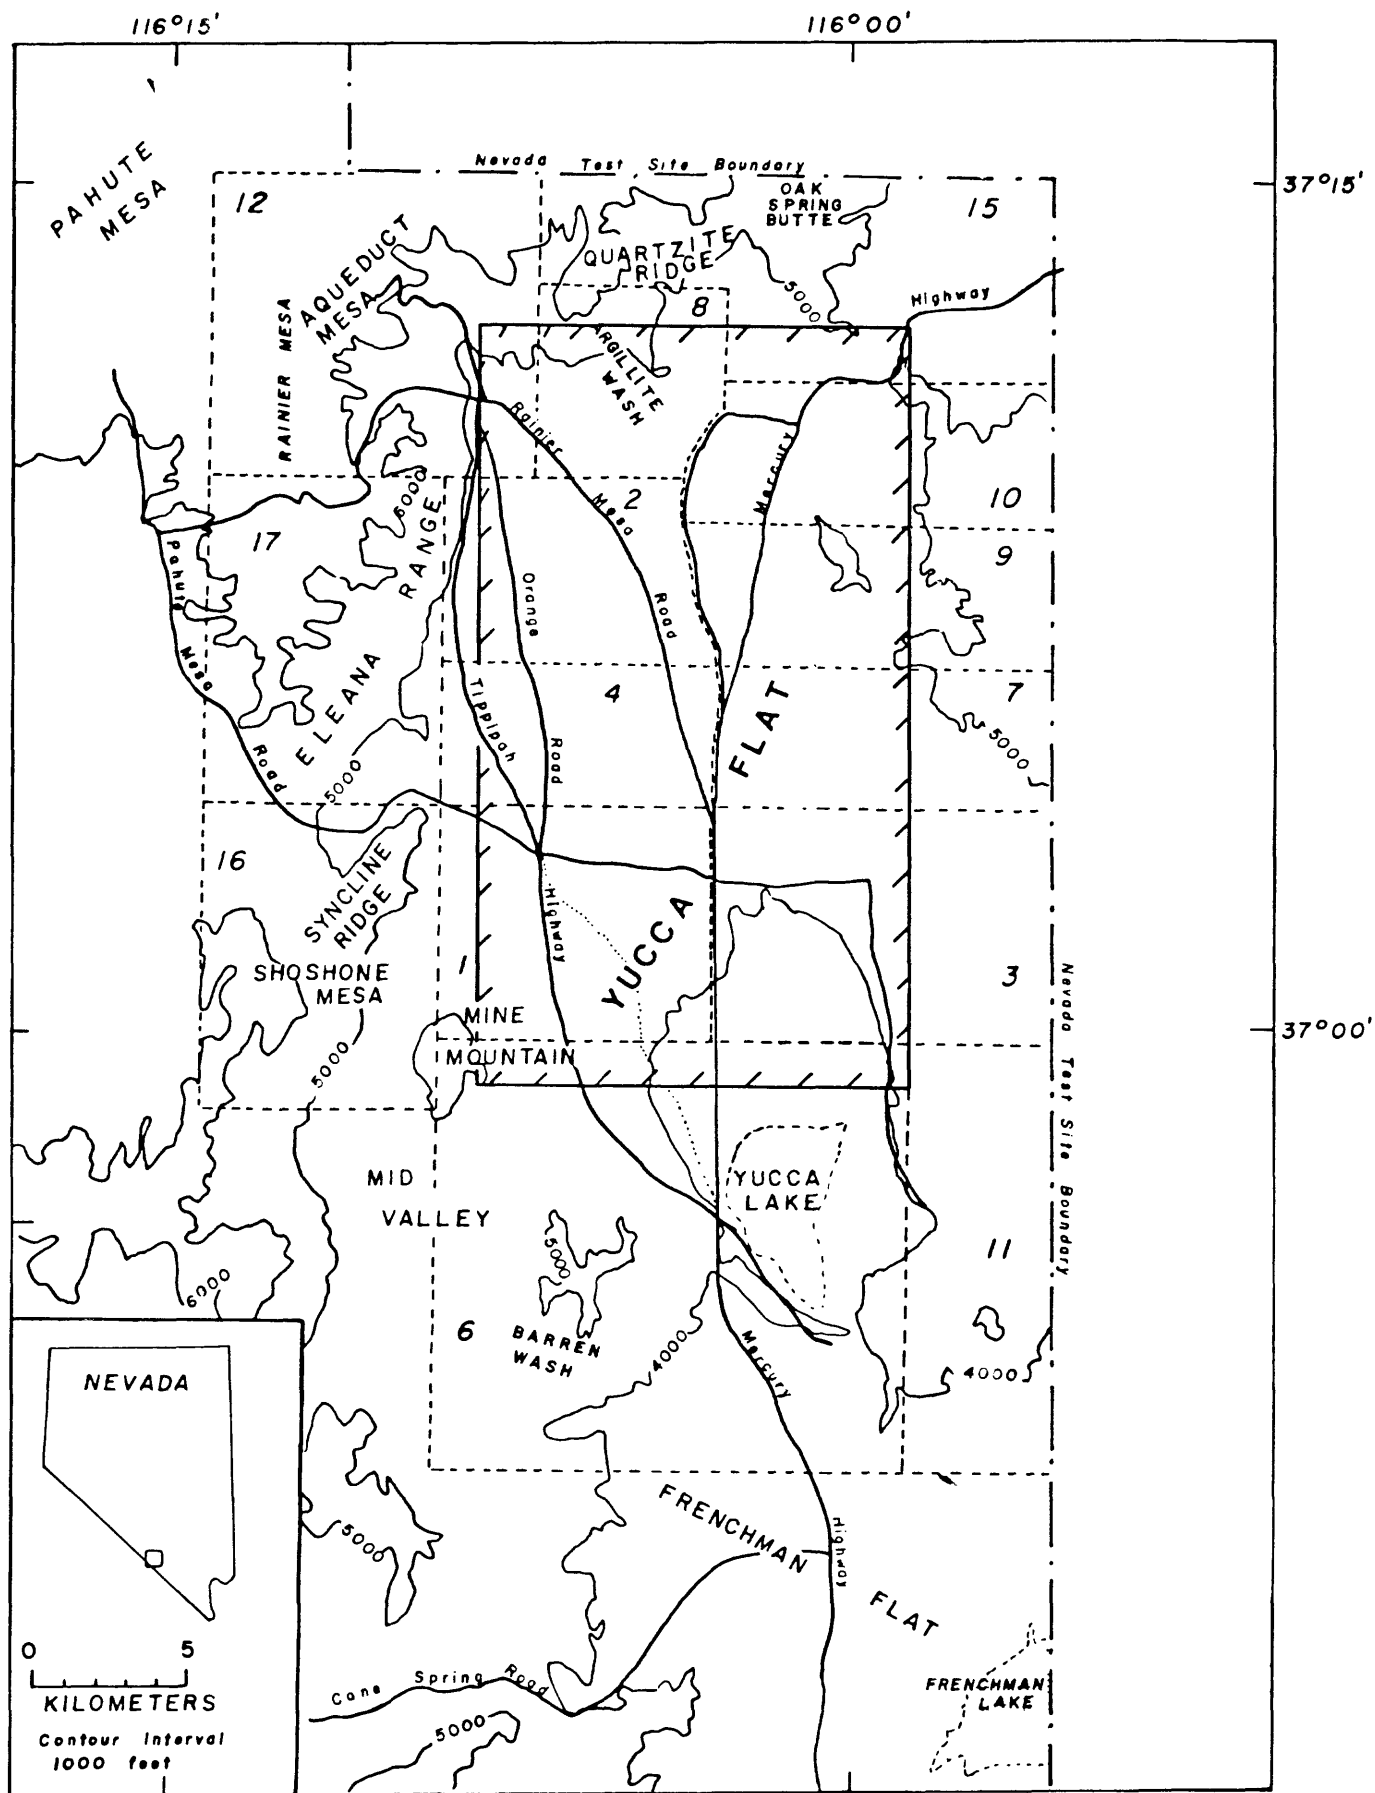 116°15'
116°00'
PAHUTE
MESA
Nevada Test Site Boundary
37°15'
12
OAK
SPRING
BUTTE
15
AQUEDUCT
MESA
QUARTZITE
RIDGE
5000
Highway
8
RAINIER MESA
ARGILLITE
WASH
Rainier
Mesa
Road
Mercury
6000
2
10
17
RANGE
9
Pahute
Mesa
Road
Orange
Road
ELEANA
Tippipah
Highway
4
FLAT
7
5000
5000
16
SYNCLINE
RIDGE
YUCCA
SHOSHONE
MESA
1
3
Nevada Test Site Boundary
MINE
MOUNTAIN
37°00'
5000
MID
VALLEY
YUCCA
LAKE
5000
11
6000
6
BARREN
WASH
4000
Mercury
Highway
4000
NEVADA
5000
FRENCHMAN
FLAT
0 5
KILOMETERS
Contour Interval
1000 feet
Cane Spring Road
5000
FRENCHMAN
LAKE